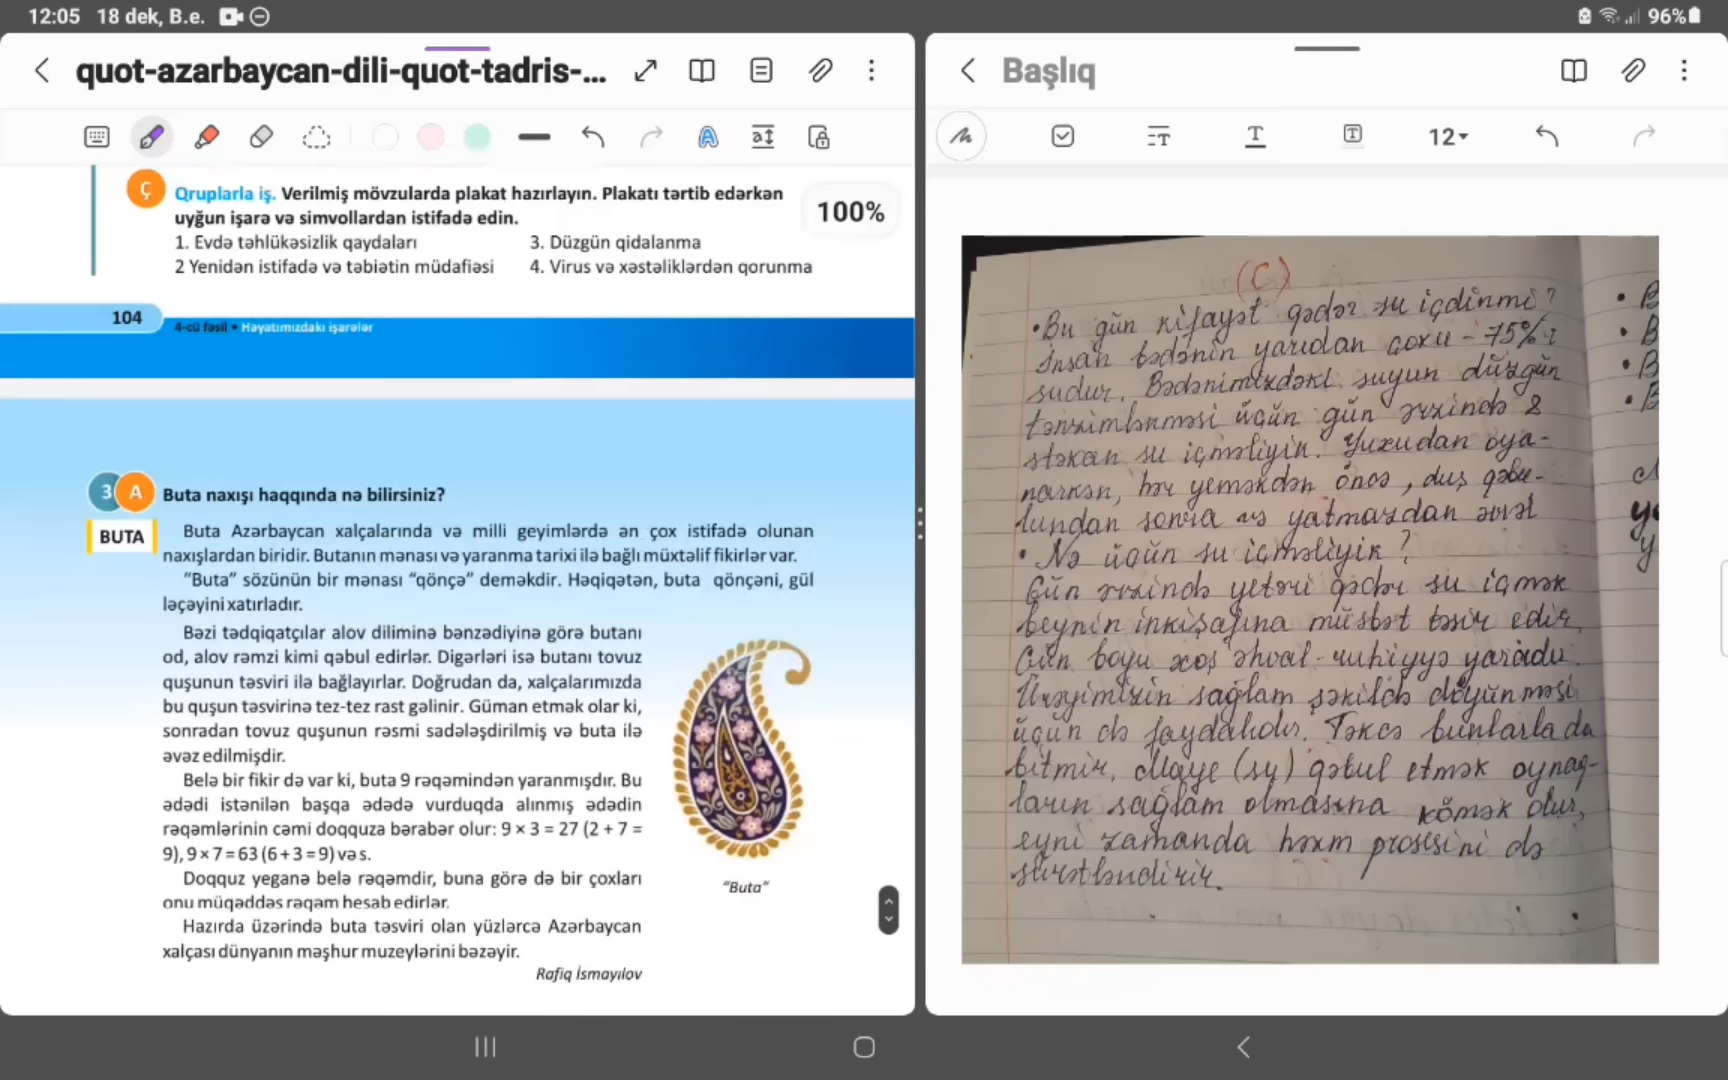 12:05 18 dek, B.e.
96%
quot-azarbaycan-dili-quot-tadris-...
Ç
Qruplarla iş. Verilmiş mövzularda plakat hazırlayın. Plakatı tərtib edərkən
uyğun işarə və simvollardan istifadə edin.
100%
1. Evdə təhlükəsizlik qaydaları
3. Düzgün qidalanma
2 Yenidən istifadə və təbiətin müdafiəsi
4. Virus və xəstəliklərdən qorunma
104
4-cü fəsil • Həyatımızdakı işarələr
3 A
Buta naxışı haqqında nə bilirsiniz?
BUTA
Buta Azərbaycan xalçalarında və milli geyimlərdə ən çox istifadə olunan
naxışlardan biridir. Butanın mənası və yaranma tarixi ilə bağlı müxtəlif fikirlər var.
“Buta” sözünün bir mənası “qönçə” deməkdir. Həqiqətən, buta qönçəni, gül
ləçəyini xatırladır.
Bəzi tədqiqatçılar alov diliminə bənzədiyinə görə butanı
od, alov rəmzi kimi qəbul edirlər. Digərləri isə butanı tovuz
quşunun təsviri ilə bağlayırlar. Doğrudan da, xalçalarımızda
bu quşun təsvirinə tez-tez rast gəlinir. Güman etmək olar ki,
sonradan tovuz quşunun rəsmi sadələşdirilmiş və buta ilə
əvəz edilmişdir.
Belə bir fikir də var ki, buta 9 rəqəmindən yaranmışdır. Bu
ədədi istənilən başqa ədədə vurduqda alınmış ədədin
rəqəmlərinin cəmi doqquza bərabər olur: 9 × 3 = 27 (2 + 7 =
9), 9 × 7 = 63 (6 + 3 = 9) və s.
Doqquz yeganə belə rəqəmdir, buna görə də bir çoxları
onu müqəddəs rəqəm hesab edirlər.
Hazırda üzərində buta təsviri olan yüzlərcə Azərbaycan
xalçası dünyanın məşhur muzeylərini bəzəyir.
Rafiq İsmayılov
“Buta”
Başlıq
12
(C)
• Bu gün kifayət qədər su içdinmi?
İnsan bədənin yarıdan çoxu - 75%-i
sudur. Bədənimizdəki suyun düzgün
tənzimlənməsi üçün gün ərzində 8
stəkan su içməliyik. Yuxudan oya-
narkən, hər yeməkdən öncə, duş qəbu-
lundan sonra və yatmazdan əvvəl
• Nə üçün su içməliyik?
Gün ərzində yetəri qədər su içmək
beynin inkişafına müsbət təsir edir.
Gün boyu xoş əhval-ruhiyyə yaradır.
Ürəyimizin sağlam şəkildə döyünməsi
üçün də faydalıdır. Təkcə bunlarla da
bitmir. Maye (su) qəbul etmək oynaq-
ların sağlam olmasına kömək olur,
eyni zamanda həzm prosesini də
sürətləndirir.